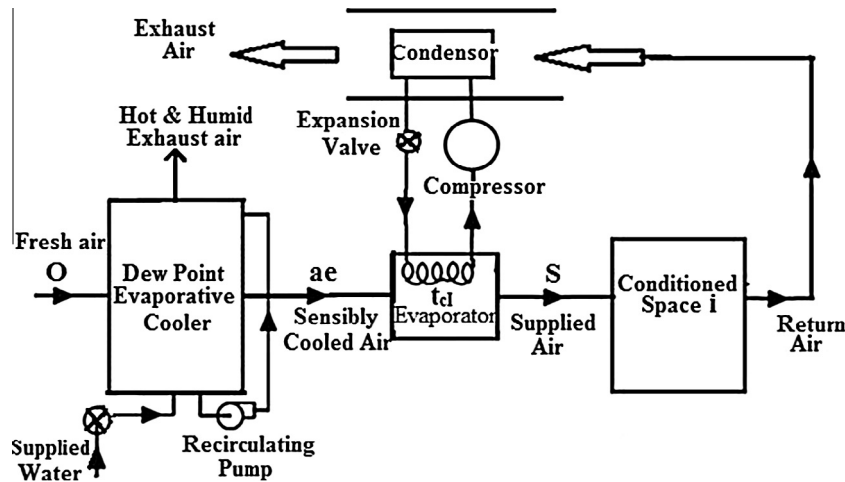 Exhaust
Air
Condensor
Hot & Humid
Exhaust air
Expansion
Valve
Compressor
Fresh air
O
Dew Point
Evaporative
Cooler
ae
Sensibly
Cooled Air
tcI
Evaporator
S
Supplied
Air
Conditioned
Space i
Return
Air
Supplied
Water
Recirculating
Pump